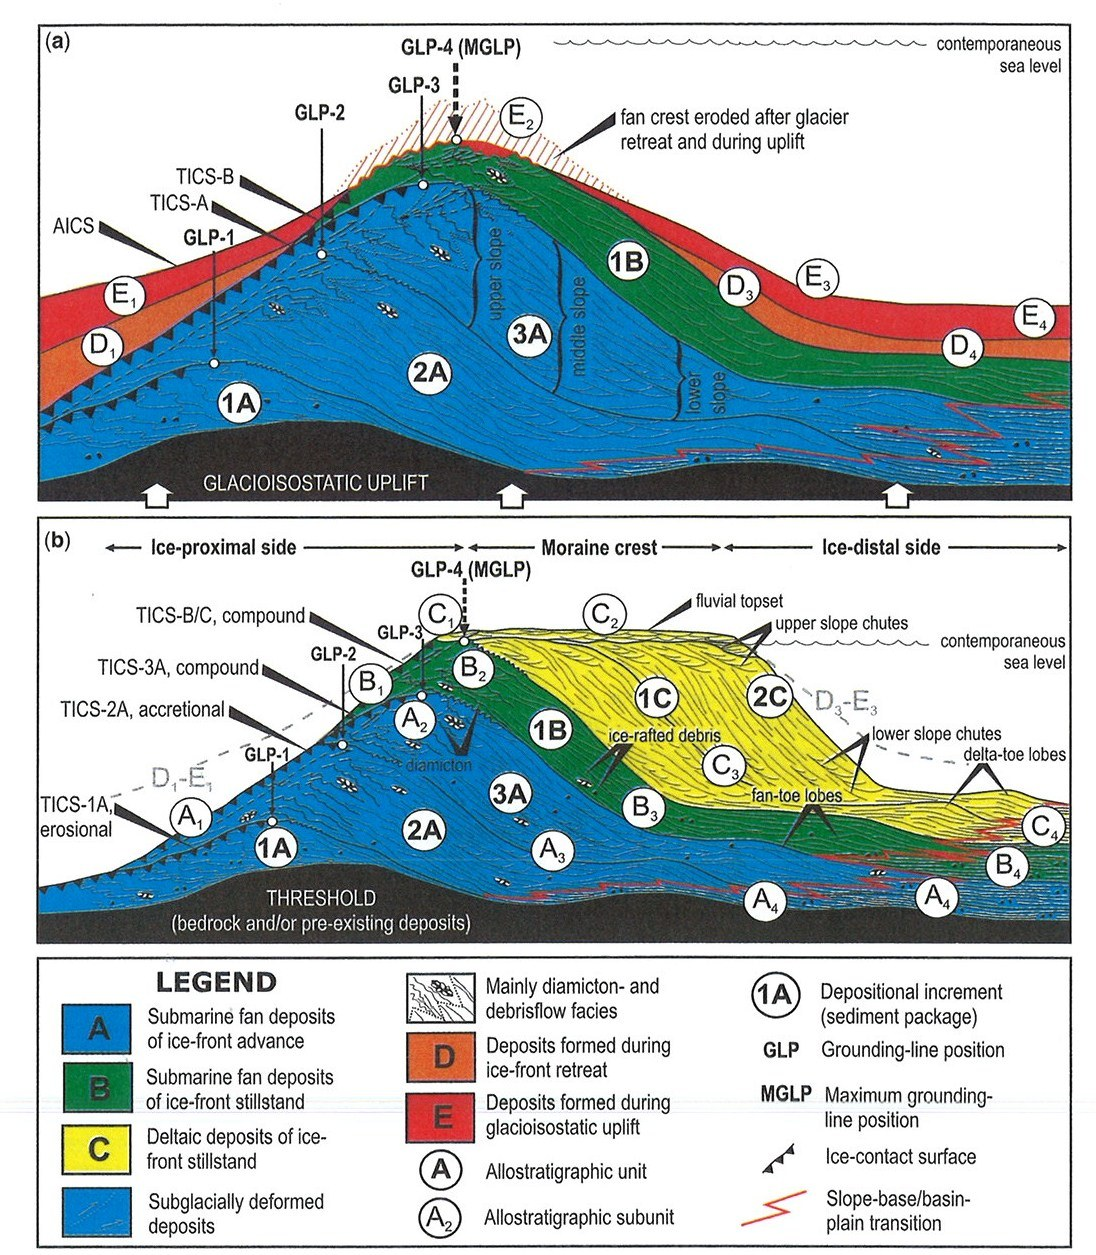 (a)
GLP-4 (MGLP)
contemporaneous
sea level
GLP-3
GLP-2
E2
fan crest eroded after glacier
retreat and during uplift
TICS-B
TICS-A
AICS
GLP-1
upper slope
1B
E1
D3
E3
E4
middle slope
3A
D1
D4
2A
lower
slope
1A
GLACIOISOSTATIC UPLIFT
(b)
Ice-proximal side
Moraine crest
Ice-distal side
GLP-4 (MGLP)
TICS-B/C, compound
C1
C2
fluvial topset
upper slope chutes
contemporaneous
sea level
GLP-3
GLP-2
TICS-3A, compound
B1
B2
1C
2C
D3-E3
TICS-2A, accretional
A2
1B
ice-rafted debris
lower slope chutes
GLP-1
diamicton
delta-toe lobes
D1-E1
C3
TICS-1A,
erosional
A1
3A
fan-toe lobes
B3
2A
C4
1A
A3
B4
THRESHOLD
(bedrock and/or pre-existing deposits)
A4
A4
LEGEND
A
Submarine fan deposits
of ice-front advance
B
Submarine fan deposits
of ice-front stillstand
C
Deltaic deposits of ice-
front stillstand
Subglacially deformed
deposits
Mainly diamicton- and
debrisflow facies
D
Deposits formed during
ice-front retreat
E
Deposits formed during
glacioisostatic uplift
A
Allostratigraphic unit
A2
Allostratigraphic subunit
1A
Depositional increment
(sediment package)
GLP
Grounding-line position
MGLP
Maximum grounding-
line position
Ice-contact surface
Slope-base/basin-
plain transition